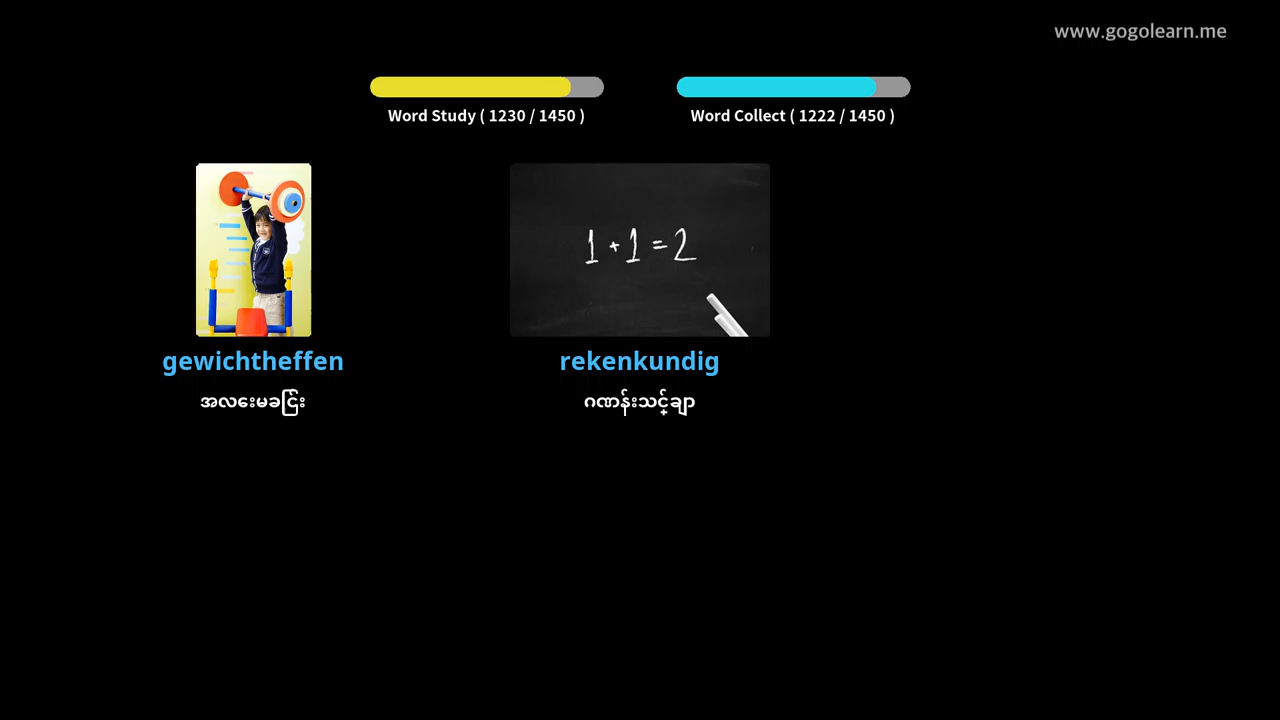 www.gogolearn.me
Word Study ( 1230 / 1450 )
Word Collect ( 1222 / 1450 )
1 + 1 = 2
gewichtheffen
rekenkundig
အလေးမခြင်း
ဂဏန်းသင်္ချာ